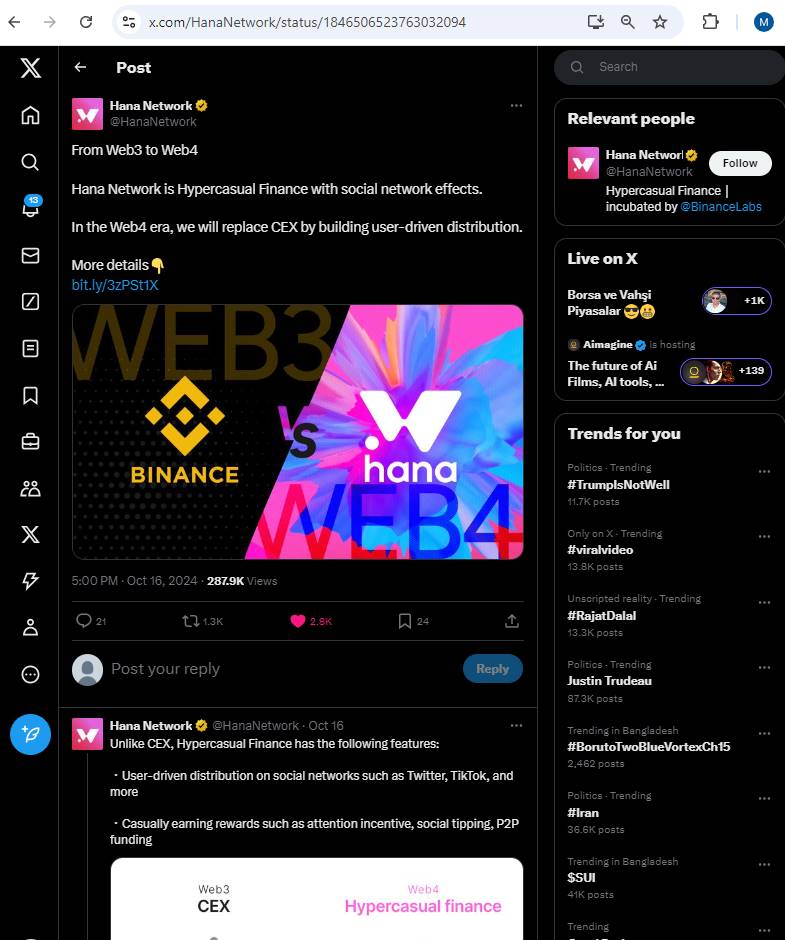 x.com/HanaNetwork/status/1846506523763032094
M
Post
Hana Network
@HanaNetwork
From Web3 to Web4
Hana Network is Hypercasual Finance with social network effects.
In the Web4 era, we will replace CEX by building user-driven distribution.
More details👇
bit.ly/3zPSt1X
WEB3
BINANCE
VS
hana
WEB4
5:00 PM · Oct 16, 2024 · 287.9K Views
21
1.3K
2.8K
24
Post your reply
Reply
Hana Network @HanaNetwork · Oct 16
Unlike CEX, Hypercasual Finance has the following features:
・User-driven distribution on social networks such as Twitter, TikTok, and
more
・Casually earning rewards such as attention incentive, social tipping, P2P
funding
Web3
CEX
Web4
Hypercasual finance
13
Search
Relevant people
Hana Networ
@HanaNetwork
Follow
Hypercasual Finance |
incubated by @BinanceLabs
Live on X
Borsa ve Vahşi
Piyasalar 😎😬
+1K
Aimagine is hosting
The future of Ai
Films, AI tools, ...
+139
Trends for you
Politics · Trending
#TrumpIsNotWell
11.7K posts
Only on X · Trending
#viralvideo
13.8K posts
Unscripted reality · Trending
#RajatDalal
13.3K posts
Politics · Trending
Justin Trudeau
87.3K posts
Trending in Bangladesh
#BorutoTwoBlueVortexCh15
2,462 posts
Politics · Trending
#Iran
36.6K posts
Trending in Bangladesh
$SUI
41K posts
Trending